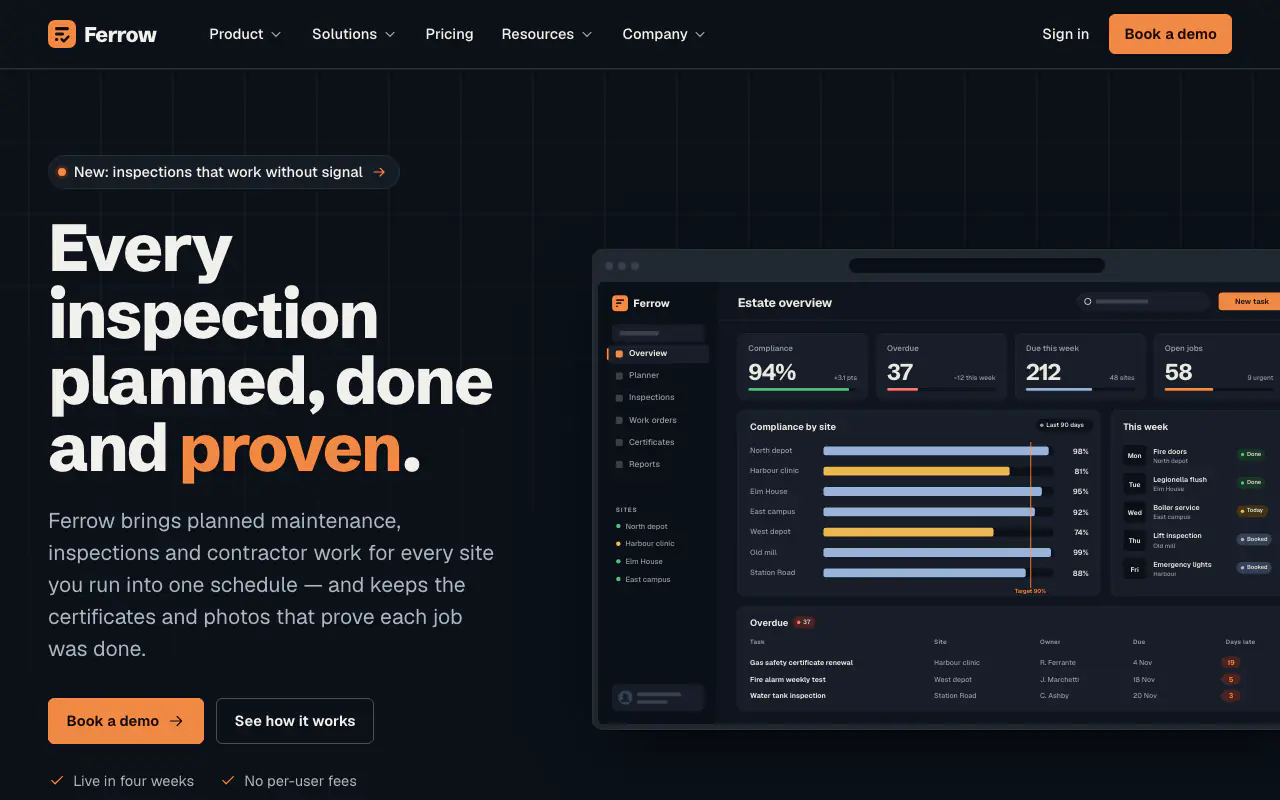 Ferrow
Product
Solutions
Pricing
Resources
Company
Sign in
Book a demo
New: inspections that work without signal
Every
inspection
planned, done
and proven.
Ferrow brings planned maintenance,
inspections and contractor work for every site
you run into one schedule — and keeps the
certificates and photos that prove each job
was done.
Book a demo
See how it works
Live in four weeks
No per-user fees
Ferrow
Overview
Planner
Inspections
Work orders
Certificates
Reports
SITES
North depot
Harbour clinic
Elm House
East campus
Estate overview
New task
Compliance
94%
+3.1 pts
Overdue
37
−12 this week
Due this week
212
48 sites
Open jobs
58
9 urgent
Compliance by site
Last 90 days
North depot 98%
Harbour clinic 81%
Elm House 95%
East campus 92%
West depot 74%
Old mill 99%
Station Road 88%
Target 90%
This week
Mon Fire doors Done
North depot
Tue Legionella flush Done
Elm House
Wed Boiler service Today
East campus
Thu Lift inspection Booked
Old mill
Fri Emergency lights Booked
Harbour
Overdue 37
Task Site Owner Due Days late
Gas safety certificate renewal Harbour clinic R. Ferrante 4 Nov 19
Fire alarm weekly test West depot J. Marchetti 18 Nov 5
Water tank inspection Station Road C. Ashby 20 Nov 3